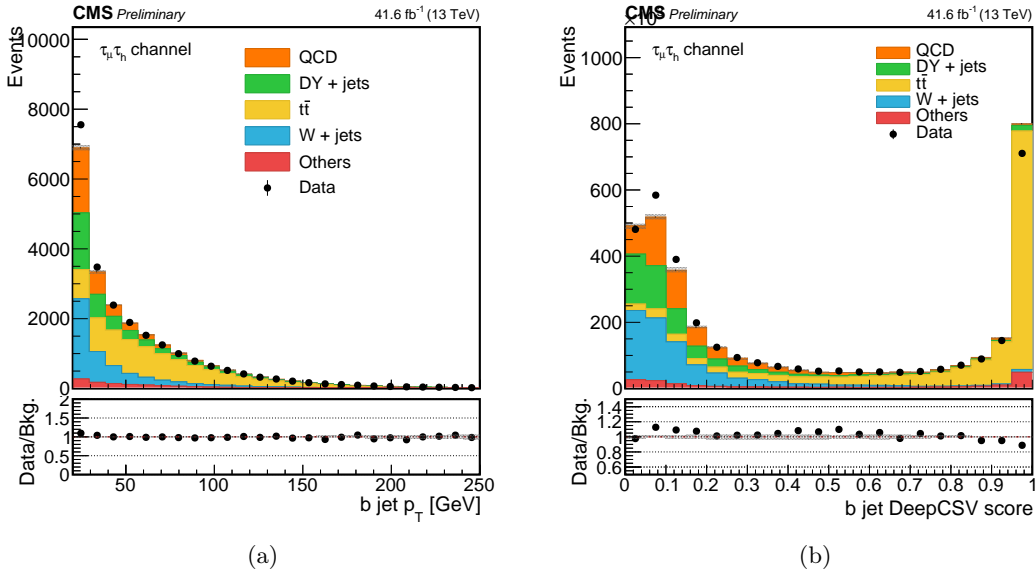 CMS Preliminary
41.6 fb⁻¹ (13 TeV)
Events
10000
8000
6000
4000
2000
0
τμτh channel
QCD
DY + jets
tt̄
W + jets
Others
Data
Data/Bkg.
2
1.5
1
0.5
0
50
100
150
200
250
b jet pT [GeV]
(a)
CMS Preliminary
41.6 fb⁻¹ (13 TeV)
Events
1000
800
600
400
200
0
τμτh channel
QCD
DY + jets
tt̄
W + jets
Others
Data
Data/Bkg.
1.4
1.2
1
0.8
0.6
0
0.1
0.2
0.3
0.4
0.5
0.6
0.7
0.8
0.9
1
b jet DeepCSV score
(b)